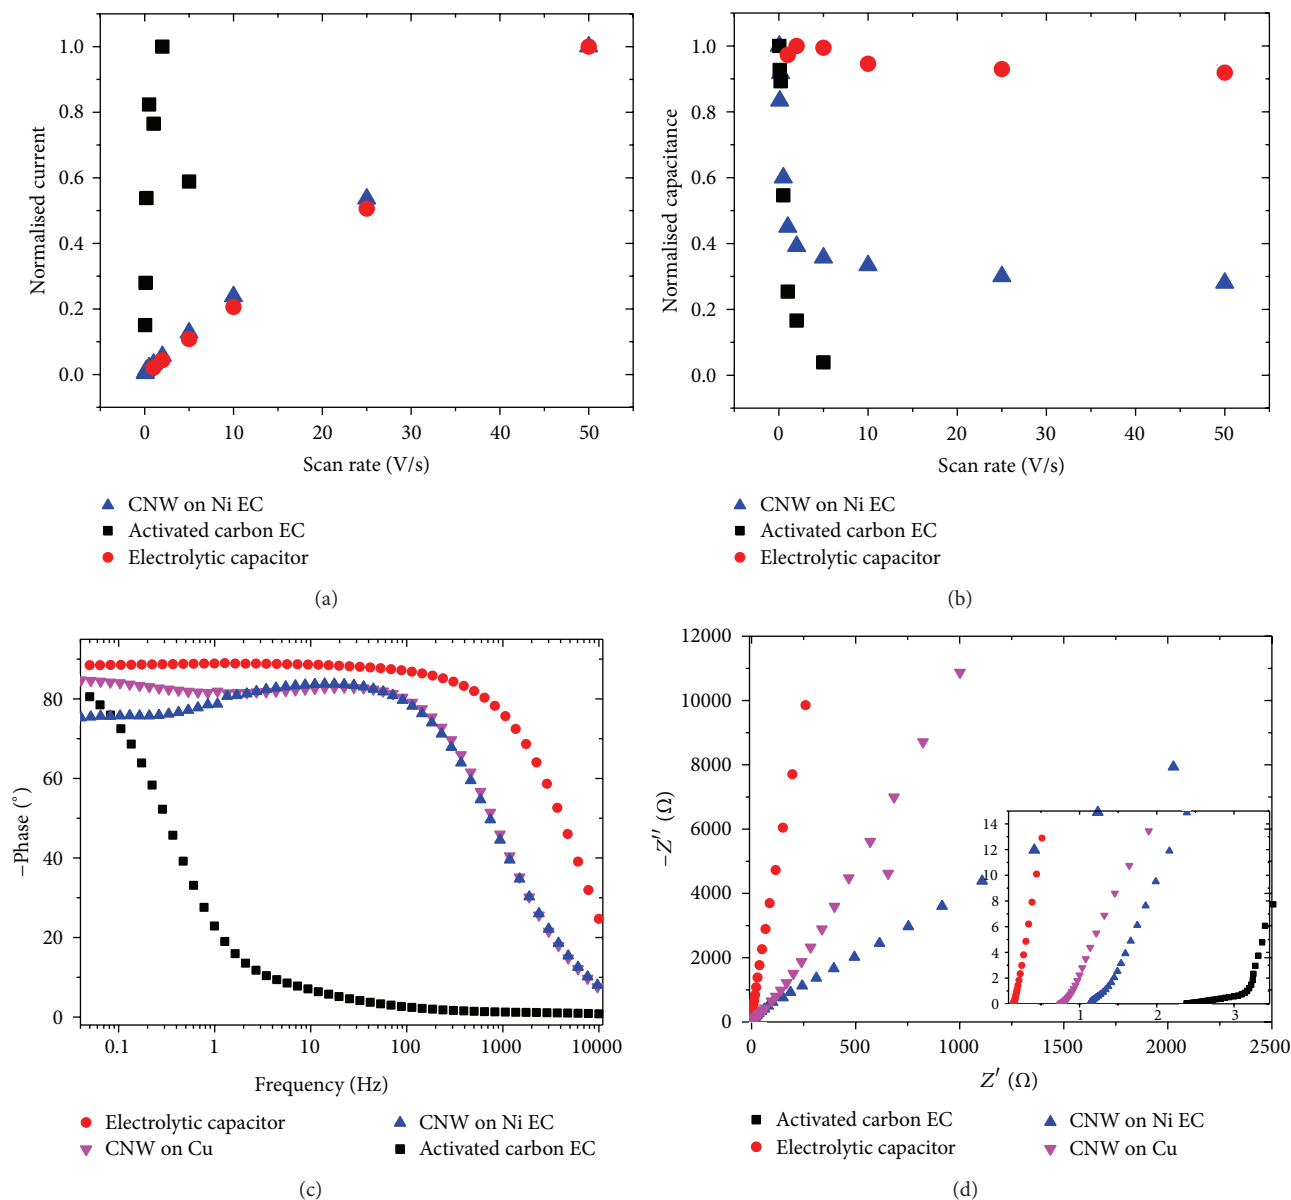 1.0
0.8
0.6
0.4
0.2
0.0
Normalised current
0 10 20 30 40 50
Scan rate (V/s)
CNW on Ni EC
Activated carbon EC
Electrolytic capacitor
(a)
1.0
0.8
0.6
0.4
0.2
0.0
Normalised capacitance
0 10 20 30 40 50
Scan rate (V/s)
CNW on Ni EC
Activated carbon EC
Electrolytic capacitor
(b)
80
60
40
20
0
−Phase (°)
0.1 1 10 100 1000 10000
Frequency (Hz)
Electrolytic capacitor
CNW on Cu
CNW on Ni EC
Activated carbon EC
(c)
12000
10000
8000
6000
4000
2000
0
−Z′′ (Ω)
14
12
10
8
6
4
2
0
1 2 3
0 500 1000 1500 2000 2500
Z′ (Ω)
Activated carbon EC
Electrolytic capacitor
CNW on Ni EC
CNW on Cu
(d)